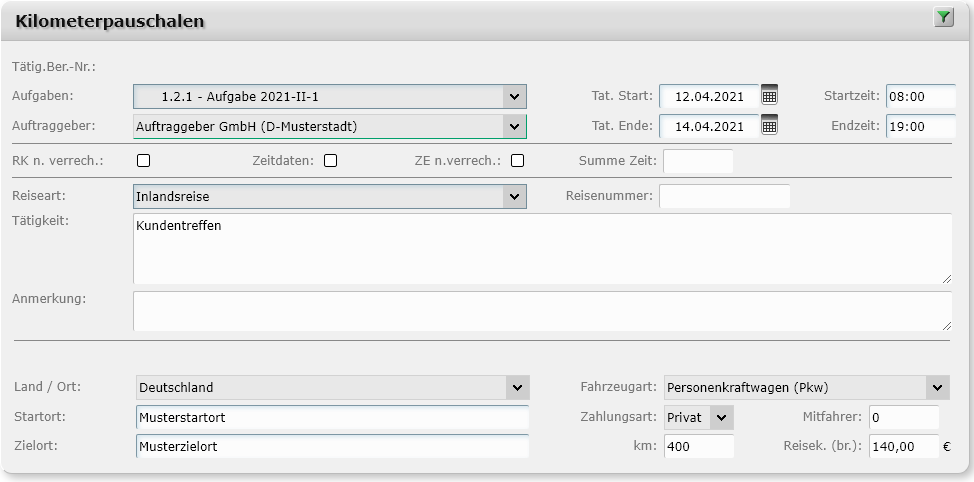 Kilometerpauschalen
Tätig.Ber.-Nr.:
Aufgaben: 1.2.1 - Aufgabe 2021-II-1 Tat. Start: 12.04.2021 Startzeit: 08:00
Auftraggeber: Auftraggeber GmbH (D-Musterstadt) Tat. Ende: 14.04.2021 Endzeit: 19:00
RK n. verrech.: Zeitdaten: ZE n.verrech.: Summe Zeit:
Reiseart: Inlandsreise Reisenummer:
Tätigkeit: Kundentreffen
Anmerkung:
Land / Ort: Deutschland Fahrzeugart: Personenkraftwagen (Pkw)
Startort: Musterstartort Zahlungsart: Privat Mitfahrer: 0
Zielort: Musterzielort km: 400 Reisek. (br.): 140,00 €